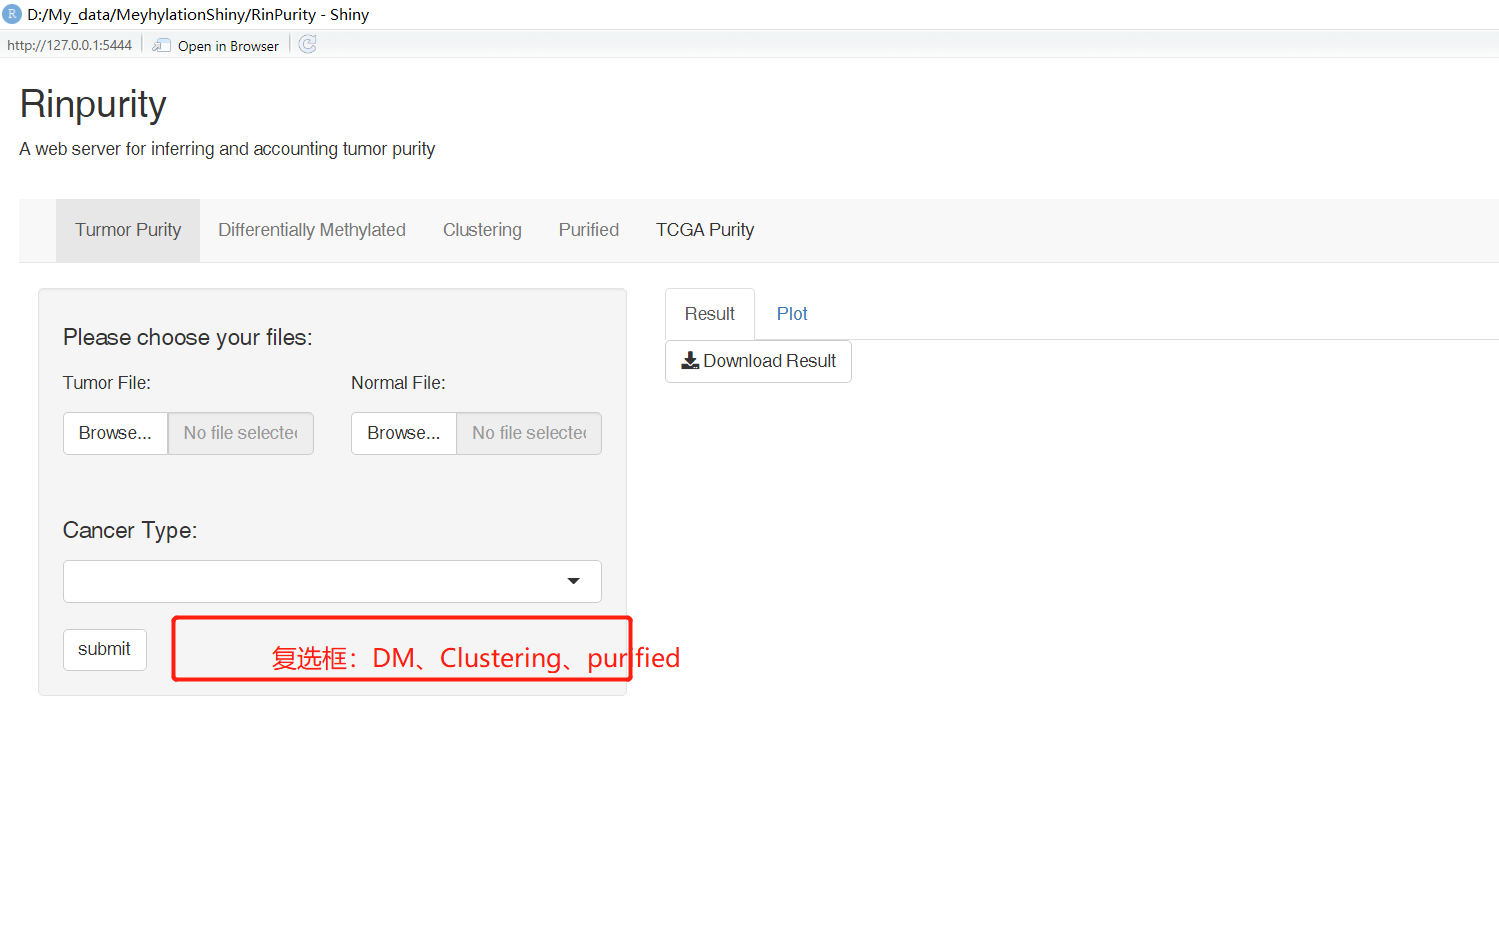 R D:/My_data/MeyhylationShiny/RinPurity - Shiny
http://127.0.0.1:5444 Open in Browser
Rinpurity
A web server for inferring and accounting tumor purity
Turmor Purity Differentially Methylated Clustering Purified TCGA Purity
Result Plot
Please choose your files:
Download Result
Tumor File: Normal File:
Browse... No file selected Browse... No file selected
Cancer Type:
submit 复选框：DM、Clustering、purified